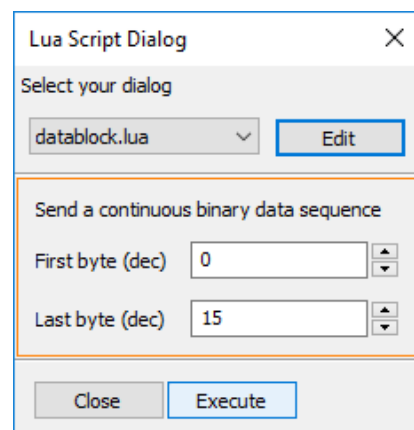 Lua Script Dialog
Select your dialog
datablock.lua Edit
Send a continuous binary data sequence
First byte (dec) 0
Last byte (dec) 15
Close Execute